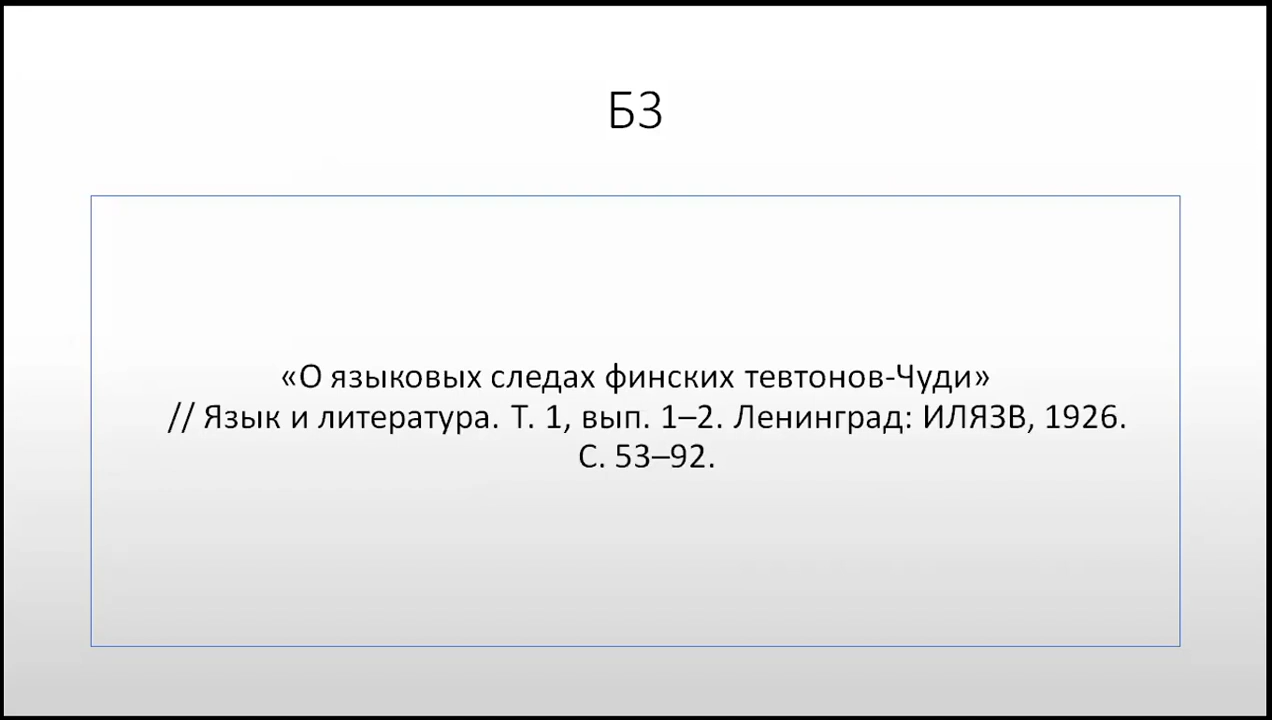 БЗ
«О языковых следах финских тевтонов-Чуди»
// Язык и литература. Т. 1, вып. 1–2. Ленинград: ИЛЯЗВ, 1926.
С. 53–92.